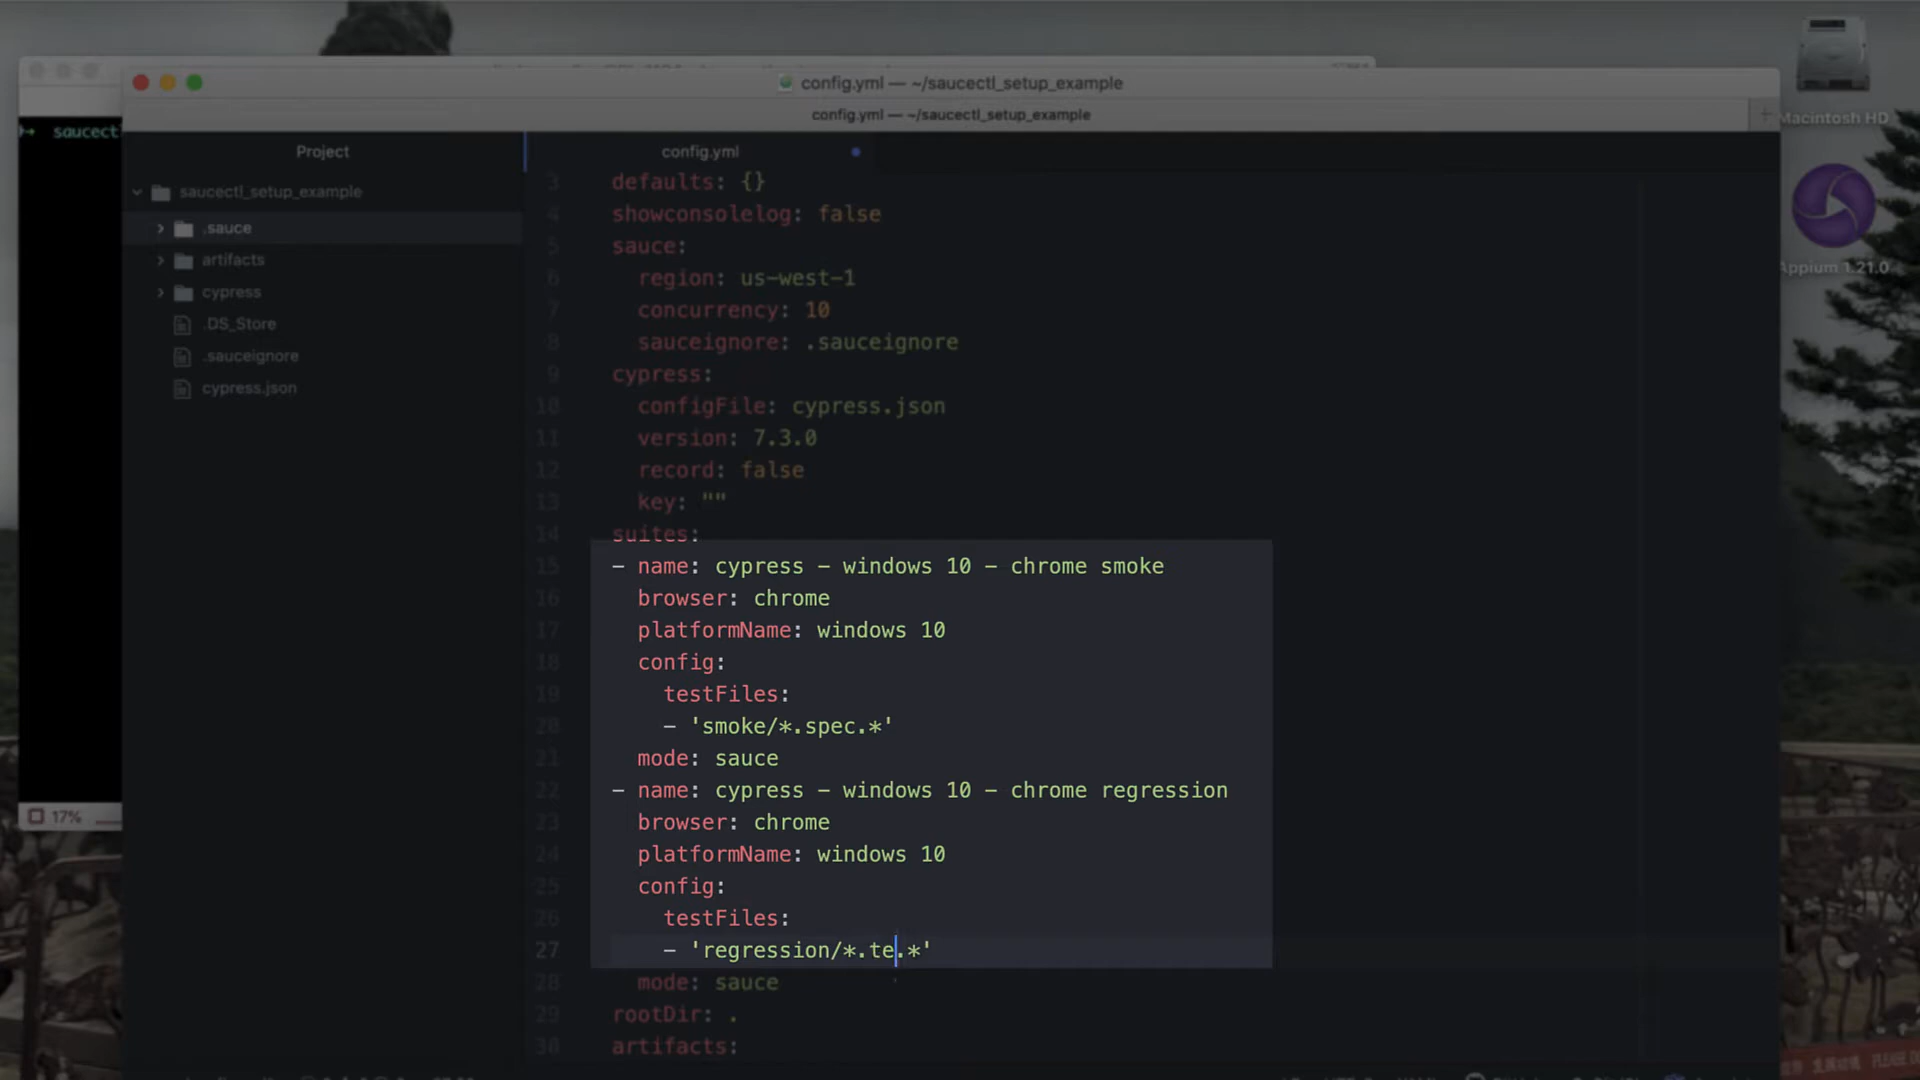 config.yml — ~/saucectl_setup_example
config.yml — ~/saucectl_setup_example
Macintosh HD
Appium 1.21.0
saucectl
17%
Project
saucectl_setup_example
.sauce
artifacts
cypress
.DS_Store
.sauceignore
cypress.json
config.yml
3 defaults: {}
4 showconsolelog: false
5 sauce:
6 region: us-west-1
7 concurrency: 10
8 sauceignore: .sauceignore
9 cypress:
10 configFile: cypress.json
11 version: 7.3.0
12 record: false
13 key: ""
14 suites:
15 - name: cypress - windows 10 - chrome smoke
16 browser: chrome
17 platformName: windows 10
18 config:
19 testFiles:
20 - 'smoke/*.spec.*'
21 mode: sauce
22 - name: cypress - windows 10 - chrome regression
23 browser: chrome
24 platformName: windows 10
25 config:
26 testFiles:
27 - 'regression/*.te.*'
28 mode: sauce
29 rootDir: .
30 artifacts: